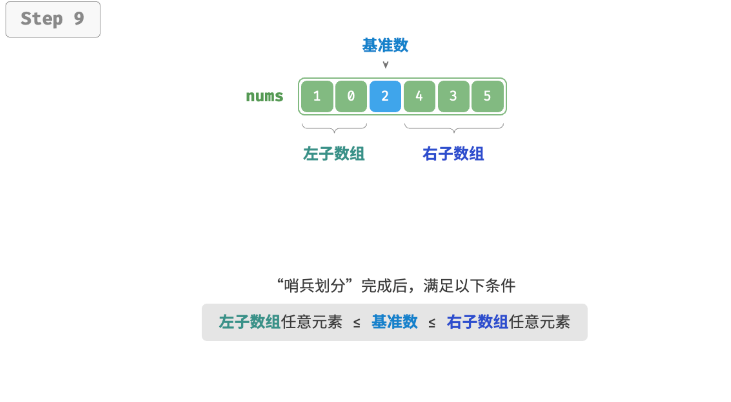 Step 9
基准数
nums 1 0 2 4 3 5
左子数组 右子数组
“哨兵划分”完成后，满足以下条件
左子数组任意元素 ≤ 基准数 ≤ 右子数组任意元素